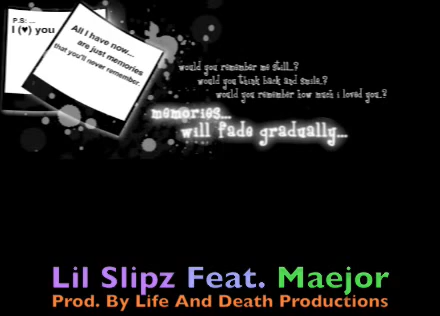 P.S: ...
I (♥) you
All I have now...
are just memories
that you'll never remember.
would you remember me still..?
would you think back and smile..?
would you remember how much i loved you..?
memories...
will fade gradually...
Lil Slipz Feat. Maejor
Prod. By Life And Death Productions